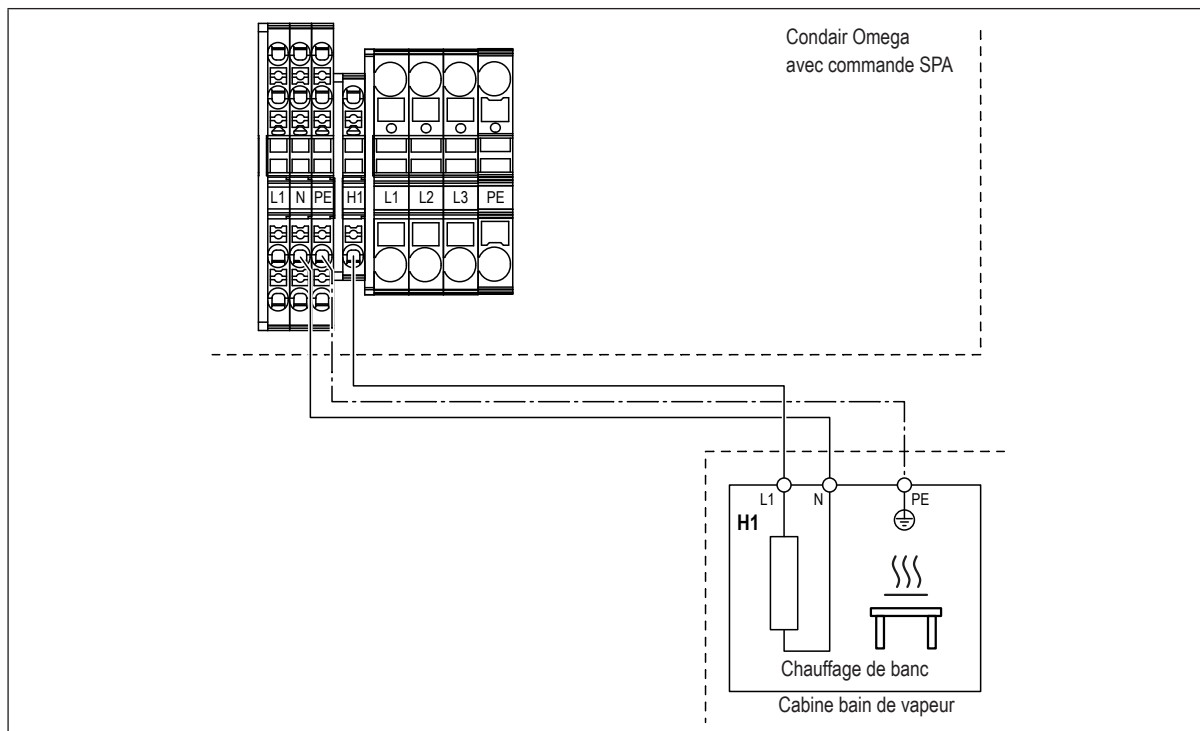 Condair Omega
avec commande SPA
L1 N PE H1 L1 L2 L3 PE
L1 N PE
H1
Chauffage de banc
Cabine bain de vapeur